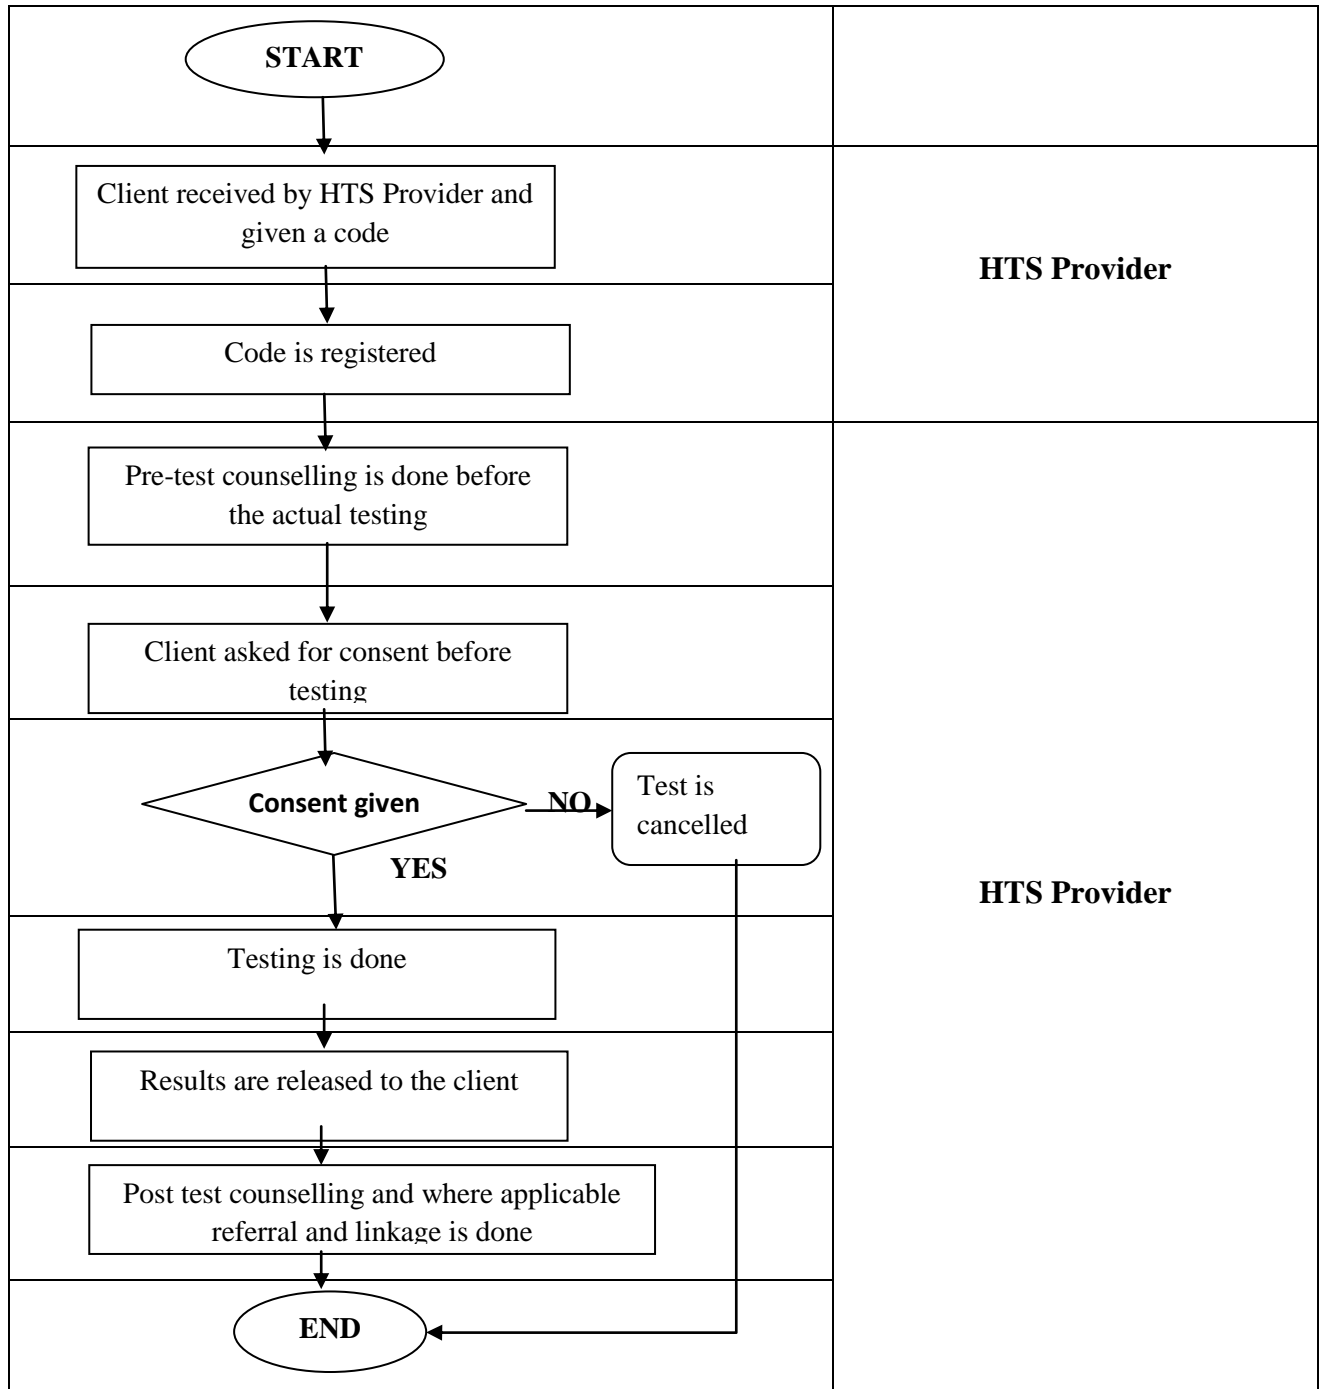 START
Client received by HTS Provider and
given a code
HTS Provider
Code is registered
Pre-test counselling is done before
the actual testing
Client asked for consent before
testing
Consent given
NO
Test is
cancelled
YES
HTS Provider
Testing is done
Results are released to the client
Post test counselling and where applicable
referral and linkage is done
END